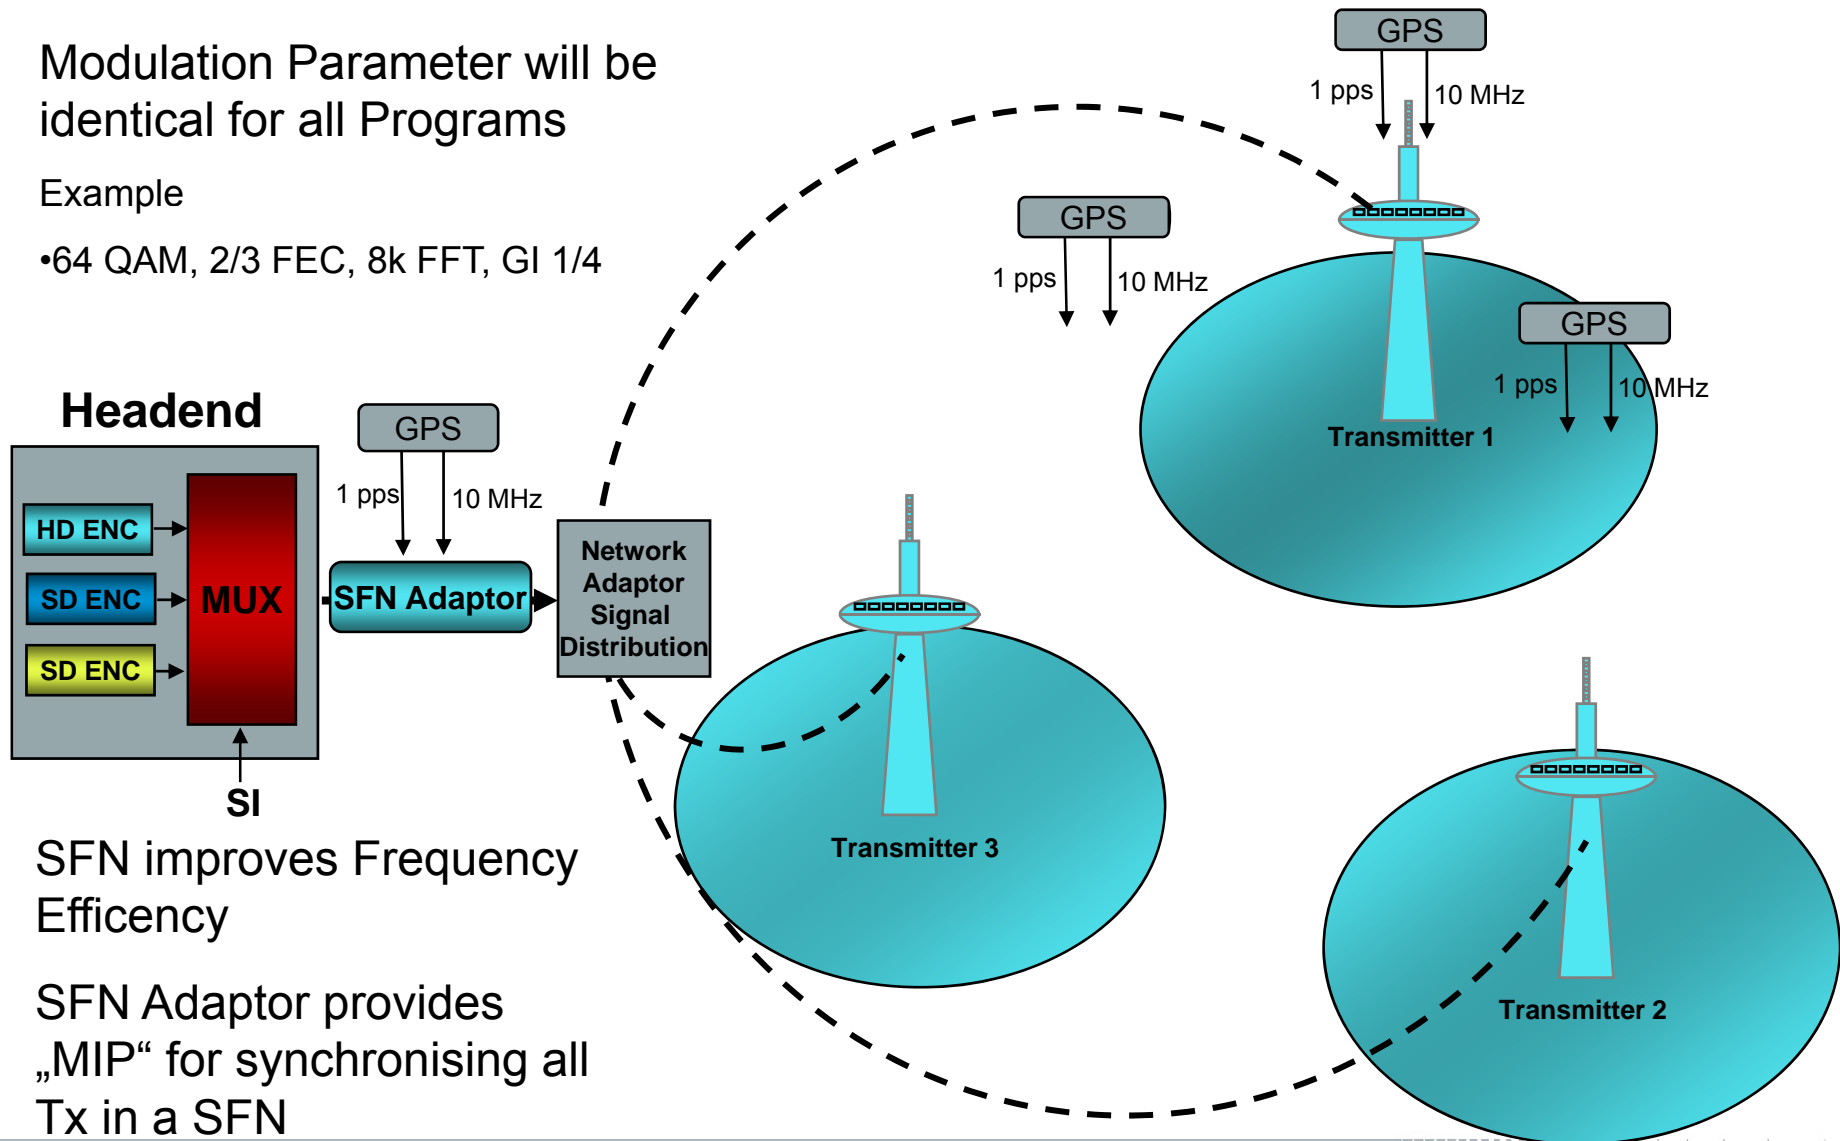 Modulation Parameter will be
identical for all Programs
Example
•64 QAM, 2/3 FEC, 8k FFT, GI 1/4
GPS
1 pps
10 MHz
GPS
1 pps
10 MHz
GPS
1 pps
10 MHz
Transmitter 1
Headend
GPS
1 pps
10 MHz
HD ENC
SD ENC
SD ENC
MUX
SI
SFN Adaptor
Network
Adaptor
Signal
Distribution
Transmitter 3
Transmitter 2
SFN improves Frequency
Efficency
SFN Adaptor provides
„MIP“ for synchronising all
Tx in a SFN